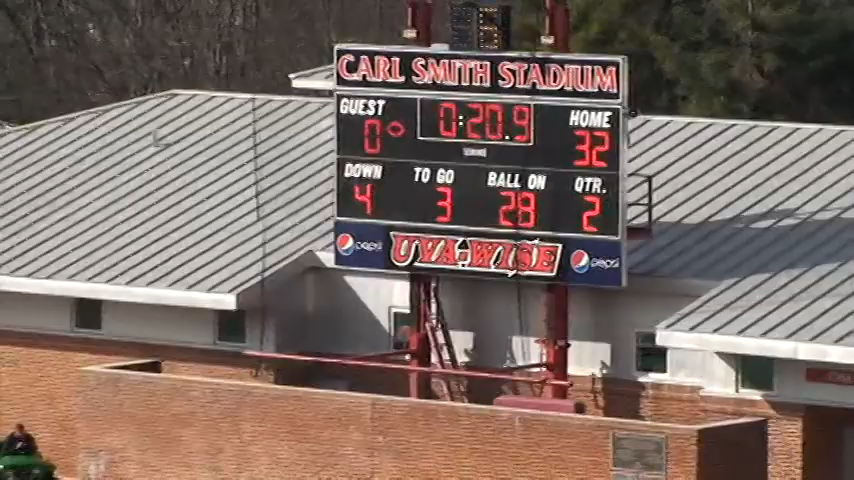 CARL SMITH STADIUM
GUEST 0:20.9 HOME
0 32
DOWN TO GO BALL ON QTR.
4 3 28 2
pepsi UVA-WISE pepsi